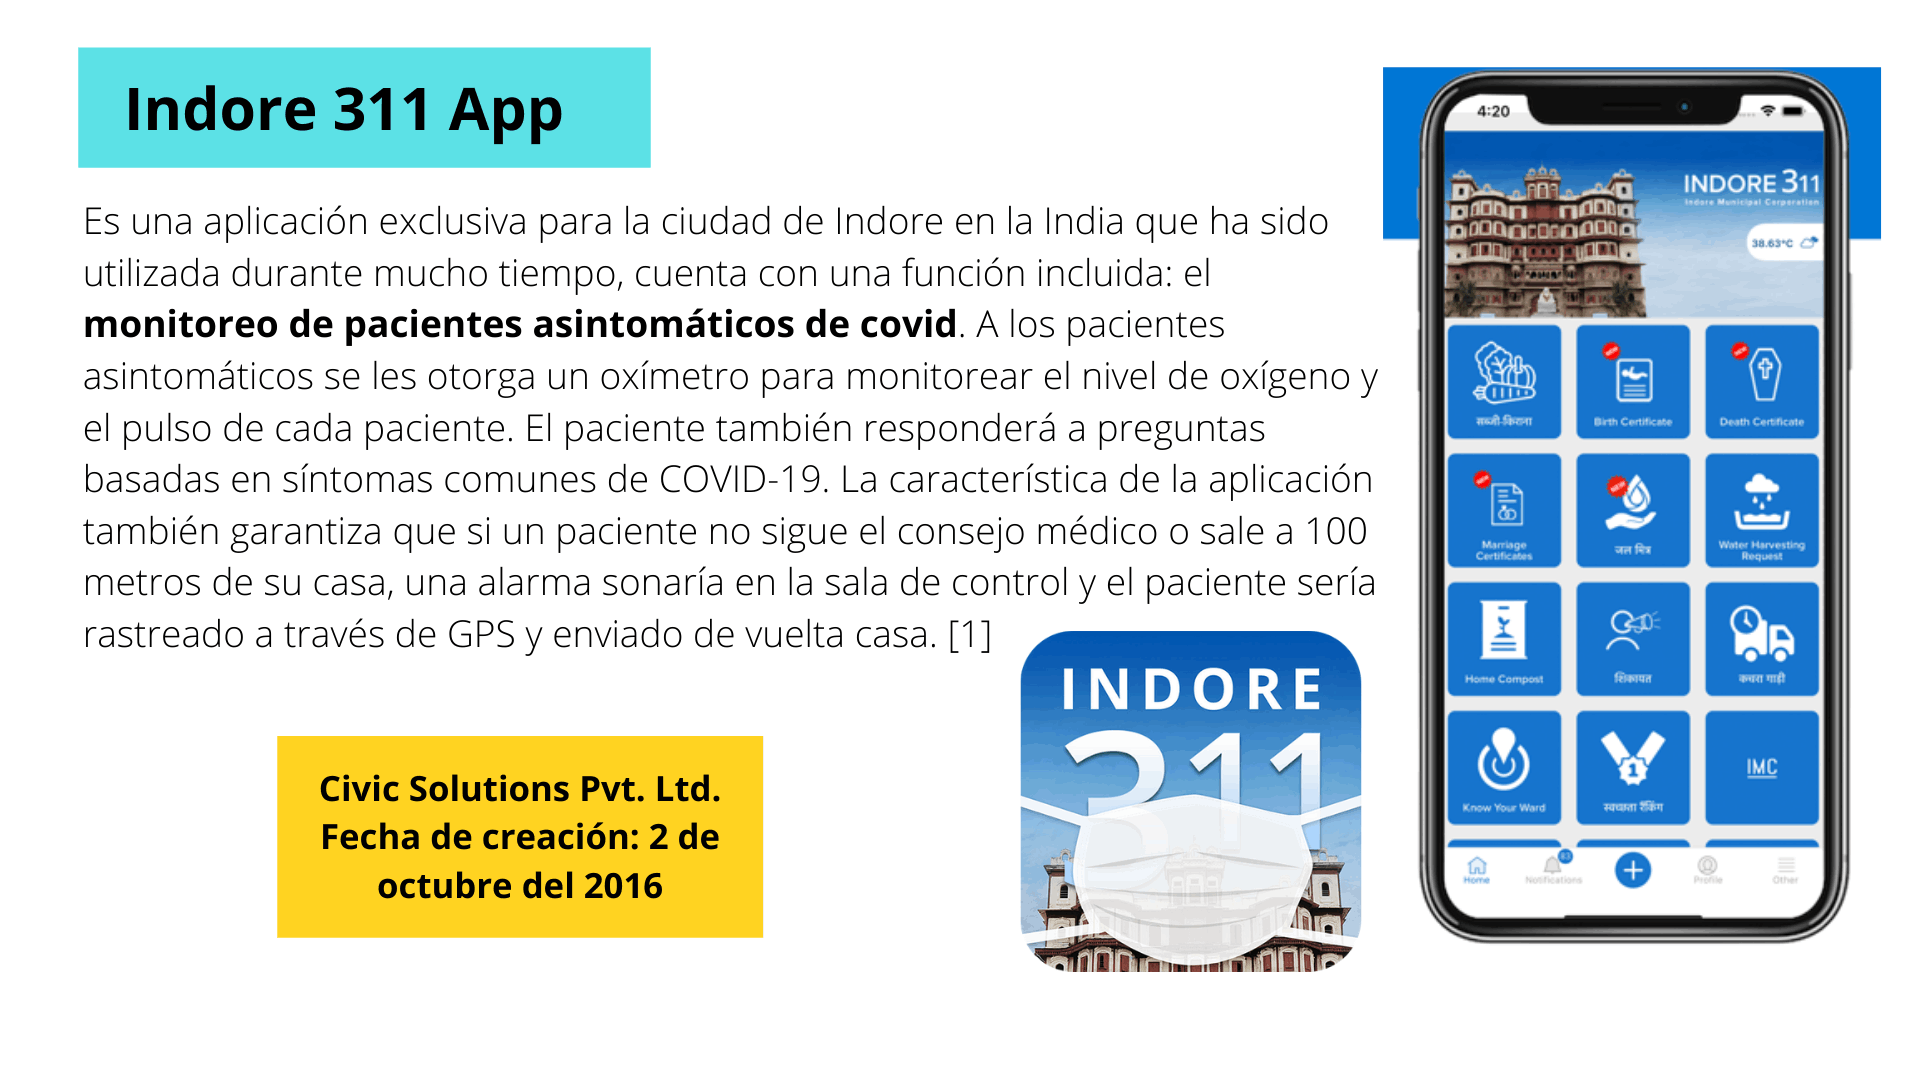 Indore 311 App
Es una aplicación exclusiva para la ciudad de Indore en la India que ha sido
utilizada durante mucho tiempo, cuenta con una función incluida: el
monitoreo de pacientes asintomáticos de covid. A los pacientes
asintomáticos se les otorga un oxímetro para monitorear el nivel de oxígeno y
el pulso de cada paciente. El paciente también responderá a preguntas
basadas en síntomas comunes de COVID-19. La característica de la aplicación
también garantiza que si un paciente no sigue el consejo médico o sale a 100
metros de su casa, una alarma sonaría en la sala de control y el paciente sería
rastreado a través de GPS y enviado de vuelta casa. [1]
Civic Solutions Pvt. Ltd.
Fecha de creación: 2 de
octubre del 2016
INDORE
311
4:20
INDORE 311
Indore Municipal Corporation
38.63°C
सब्जी-किराना
NEW
Birth Certificate
NEW
Death Certificate
NEW
Marriage
Certificates
NEW
जल मित्र
Water Harvesting
Request
Home Compost
शिकायत
कचरा गाड़ी
Know Your Ward
1
स्वच्छता रैंकिंग
IMC
Home
83
Notifications
Profile
Other